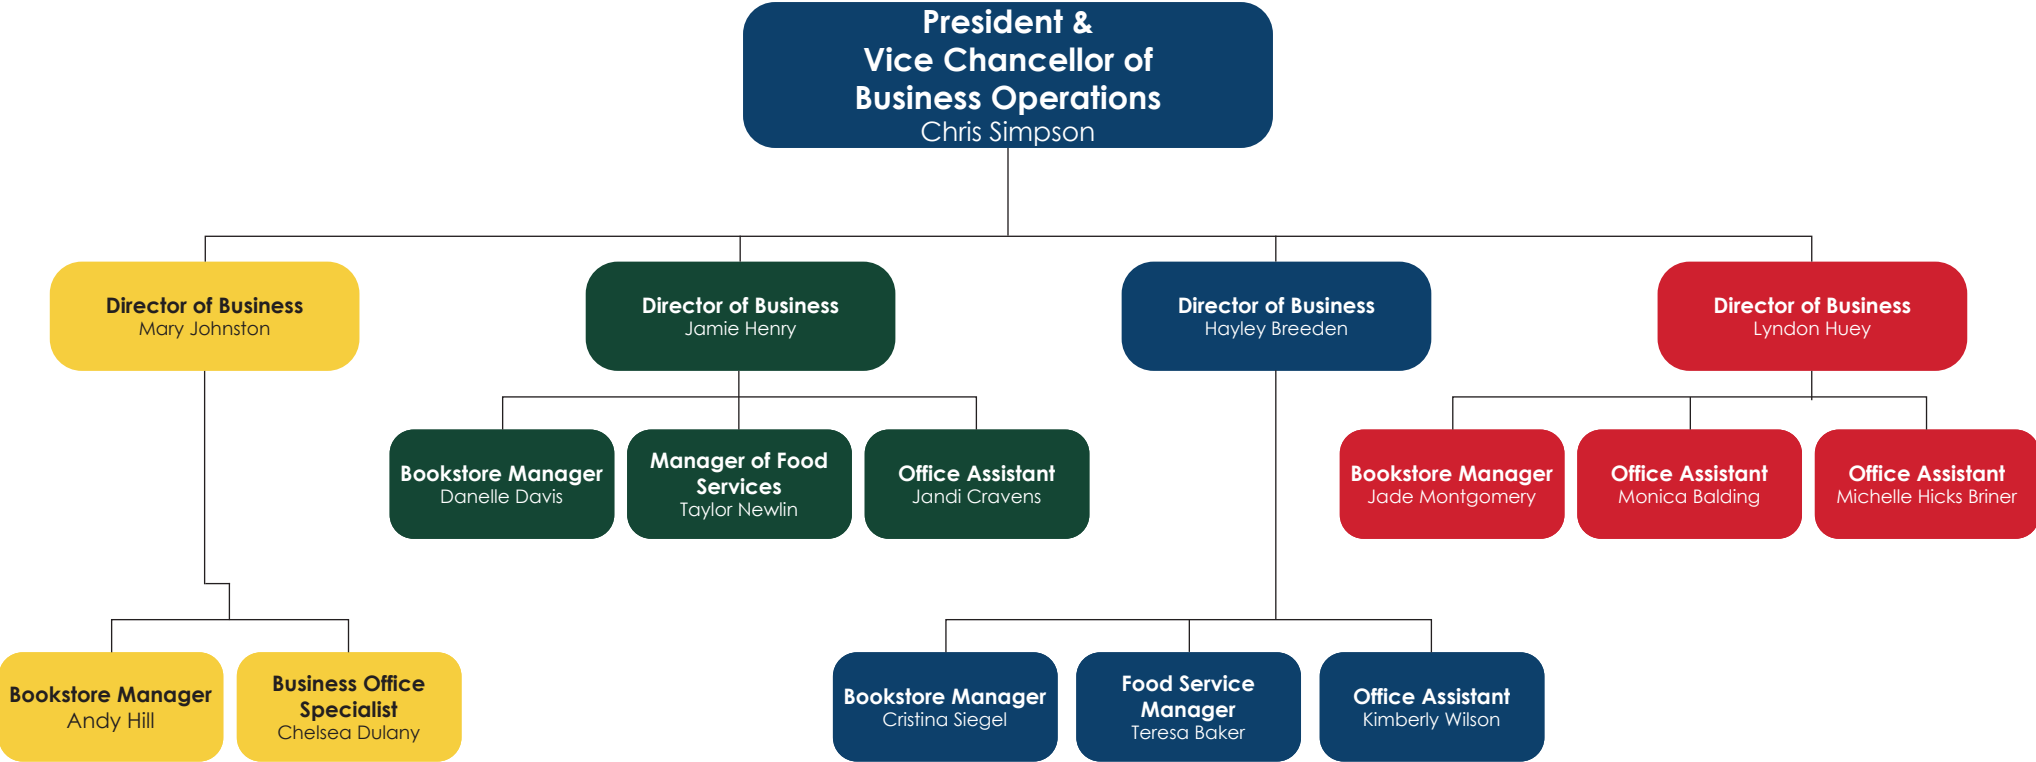 President &
Vice Chancellor of
Business Operations
Chris Simpson
Director of Business
Mary Johnston
Director of Business
Jamie Henry
Director of Business
Hayley Breeden
Director of Business
Lyndon Huey
Bookstore Manager
Danelle Davis
Manager of Food
Services
Taylor Newlin
Office Assistant
Jandi Cravens
Bookstore Manager
Jade Montgomery
Office Assistant
Monica Balding
Office Assistant
Michelle Hicks Briner
Bookstore Manager
Andy Hill
Business Office
Specialist
Chelsea Dulany
Bookstore Manager
Cristina Siegel
Food Service
Manager
Teresa Baker
Office Assistant
Kimberly Wilson